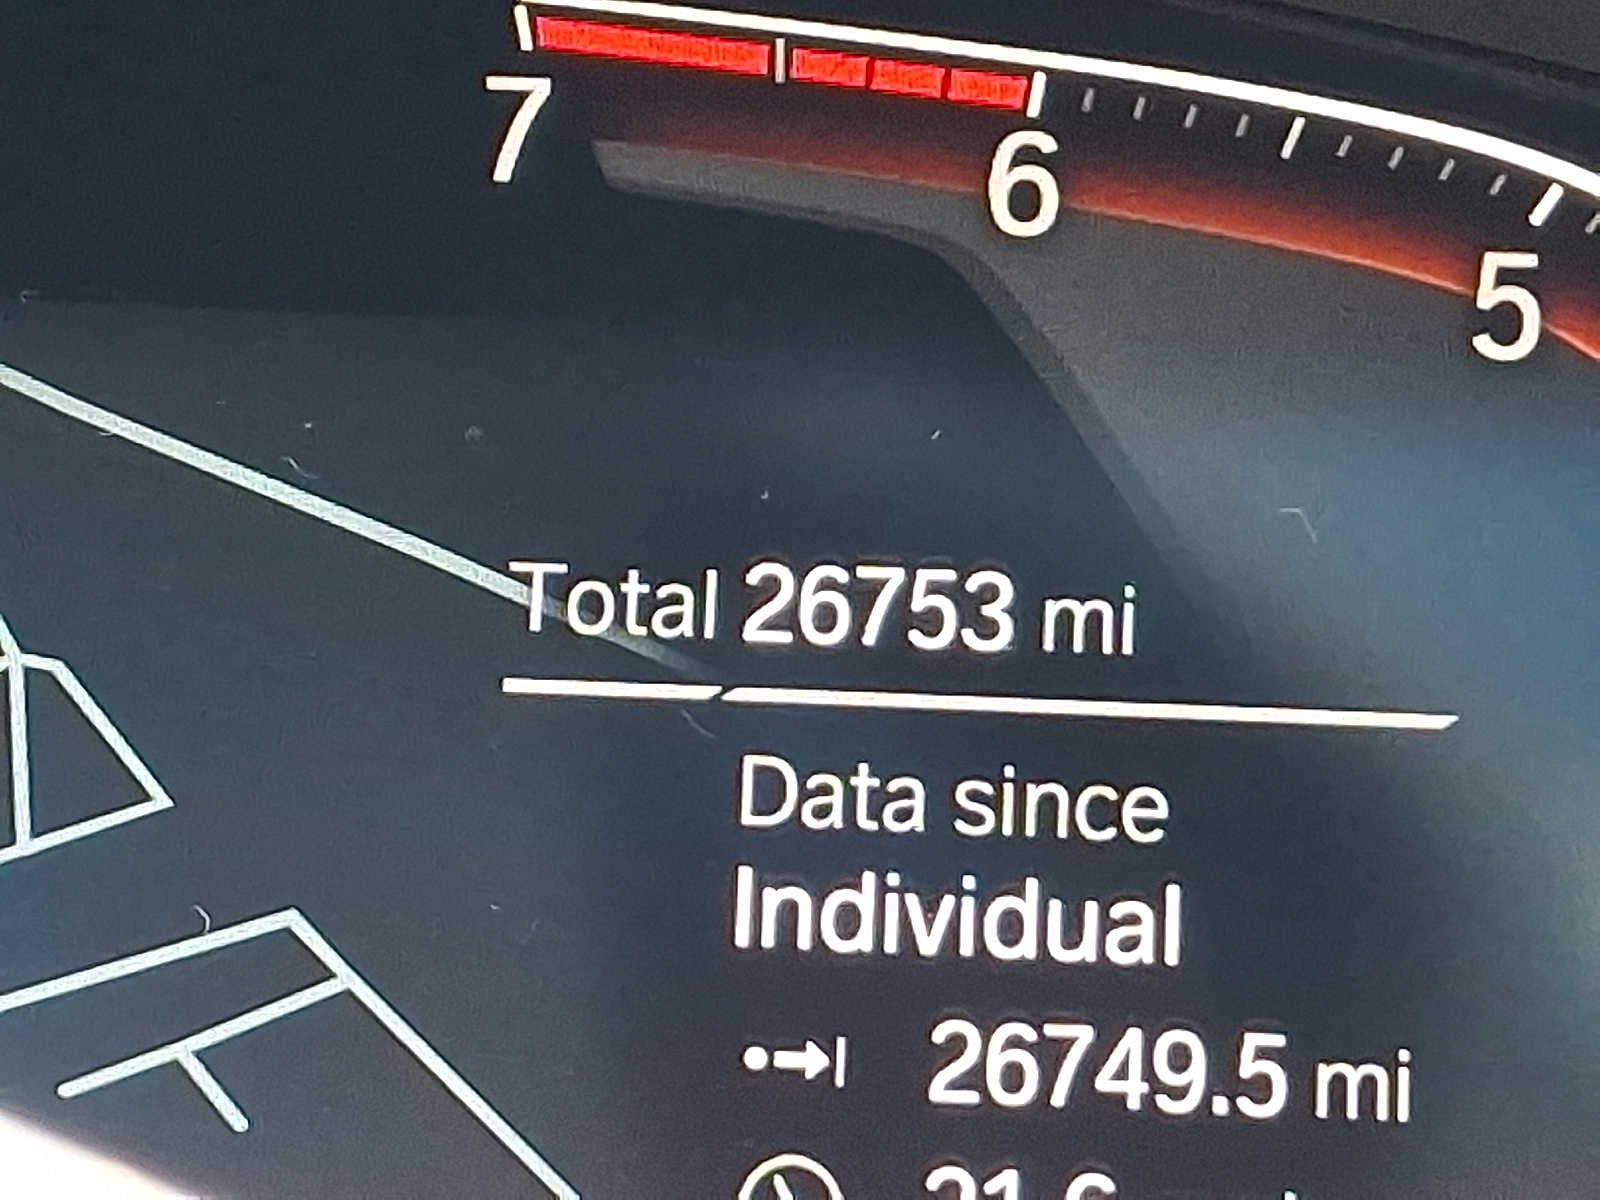 7
6
5
Total 26753 mi
Data since
Individual
26749.5 mi